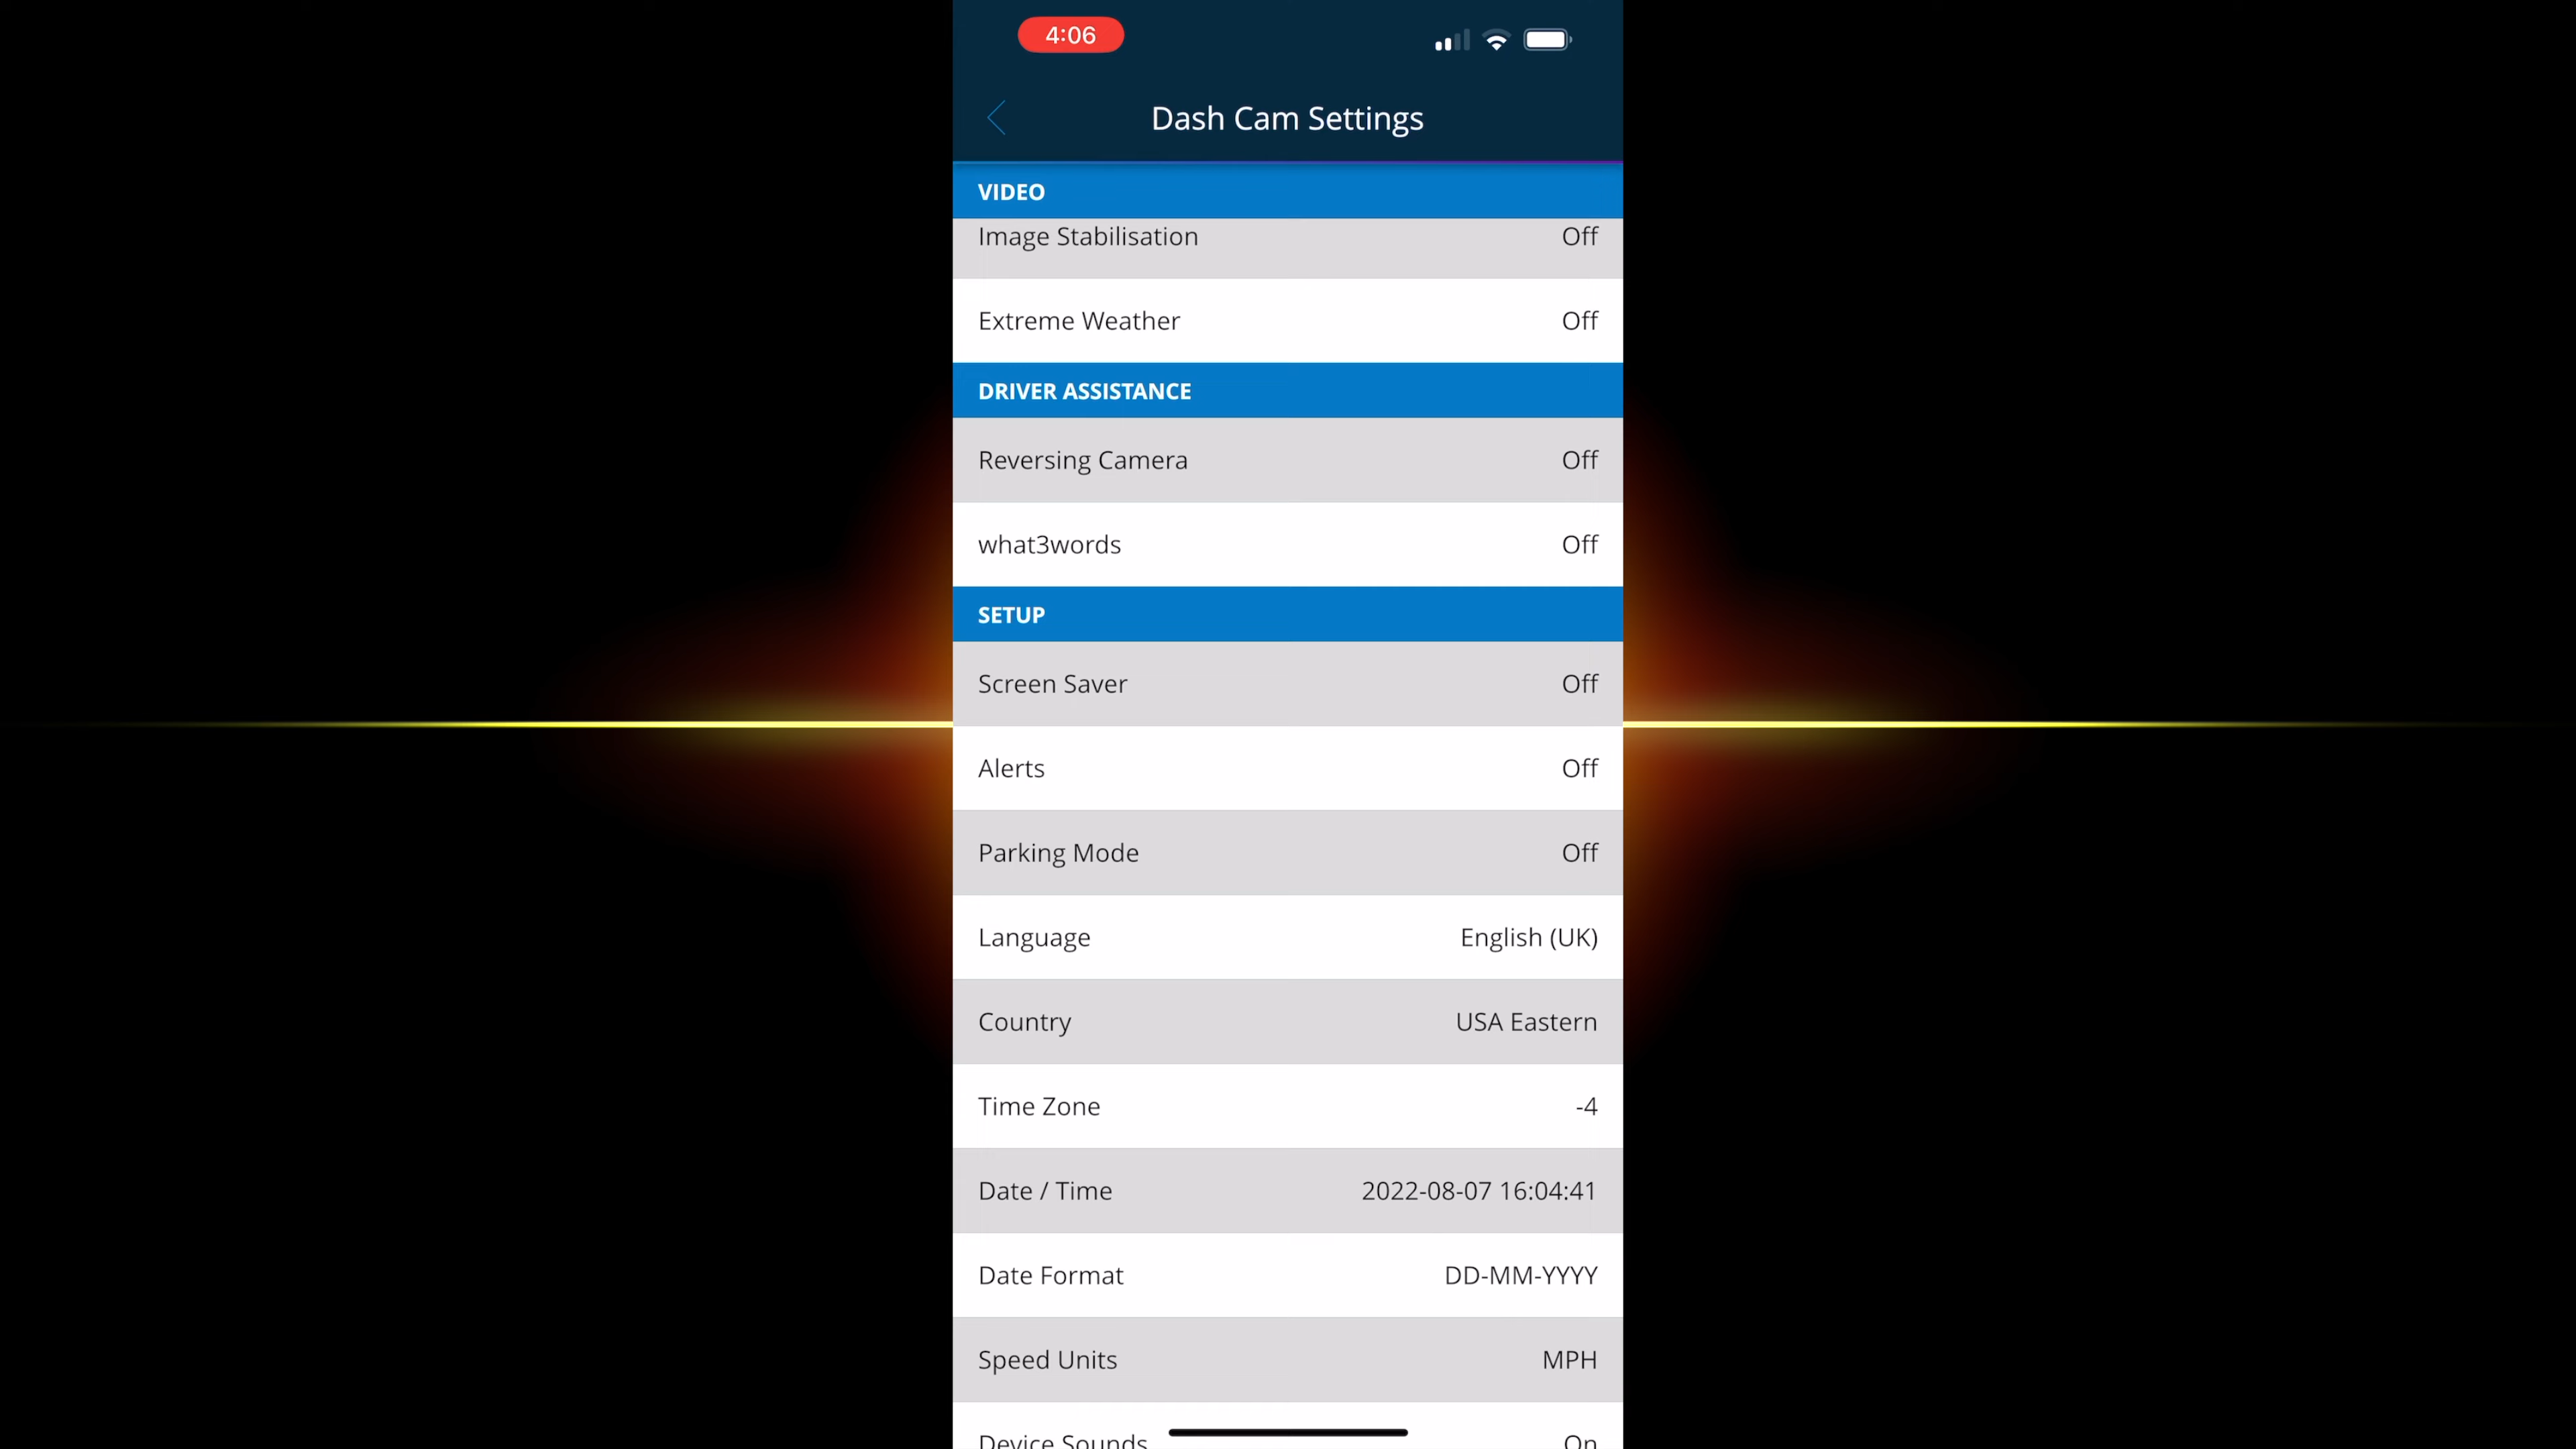 4:06
Dash Cam Settings
VIDEO
Image Stabilisation Off
Extreme Weather Off
DRIVER ASSISTANCE
Reversing Camera Off
what3words Off
SETUP
Screen Saver Off
Alerts Off
Parking Mode Off
Language English (UK)
Country USA Eastern
Time Zone -4
Date / Time 2022-08-07 16:04:41
Date Format DD-MM-YYYY
Speed Units MPH
Device Sounds On